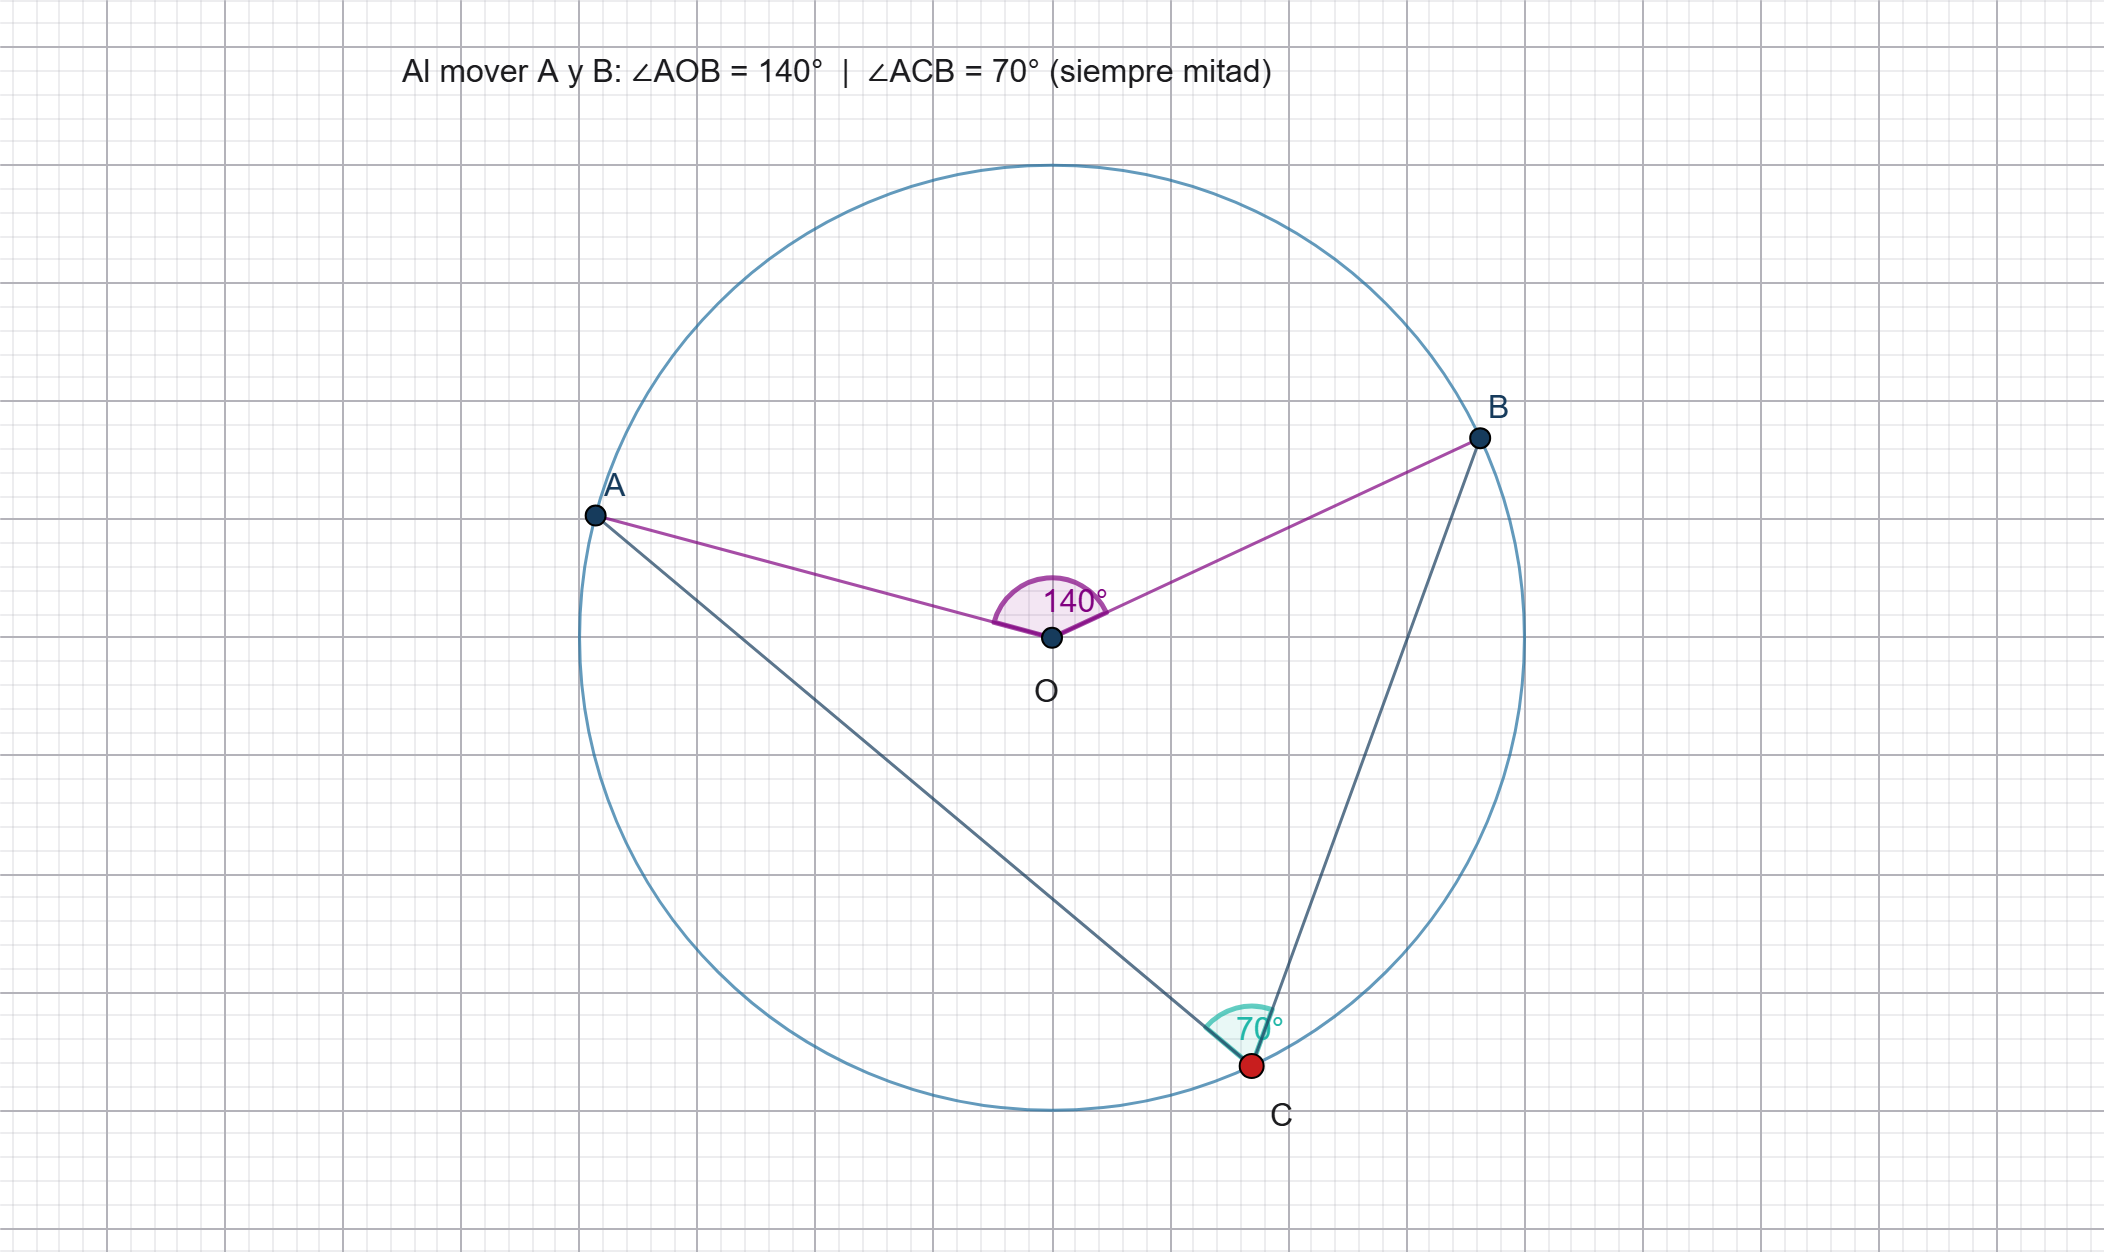 Al mover A y B: ∠AOB = 140° | ∠ACB = 70° (siempre mitad)
B
A
140°
O
70°
C